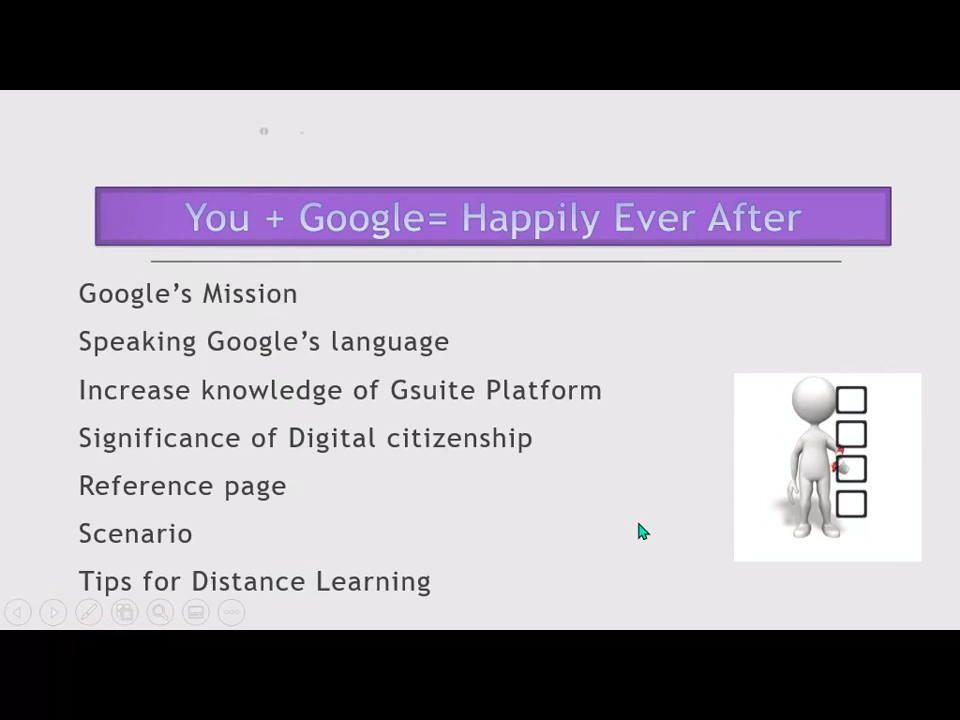 You + Google= Happily Ever After
Google’s Mission
Speaking Google’s language
Increase knowledge of Gsuite Platform
Significance of Digital citizenship
Reference page
Scenario
Tips for Distance Learning